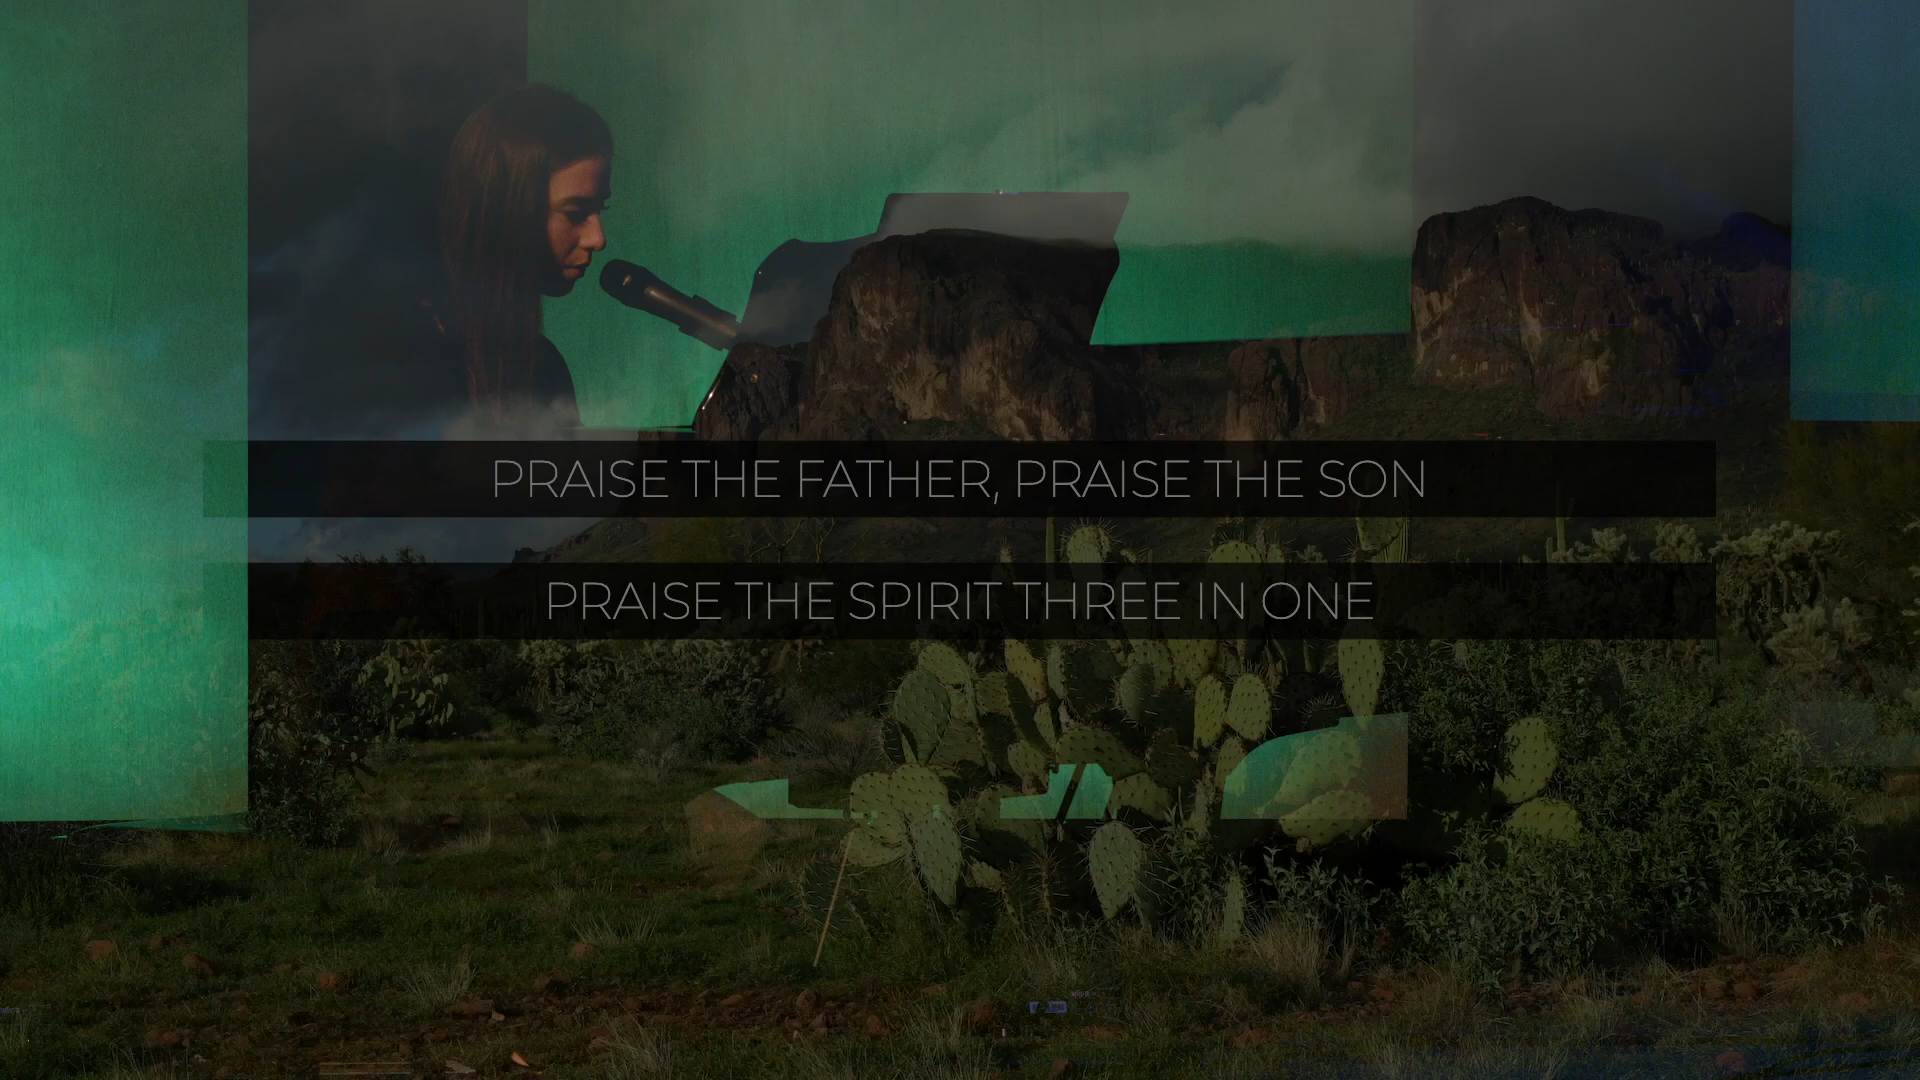 PRAISE THE FATHER, PRAISE THE SON
PRAISE THE SPIRIT THREE IN ONE